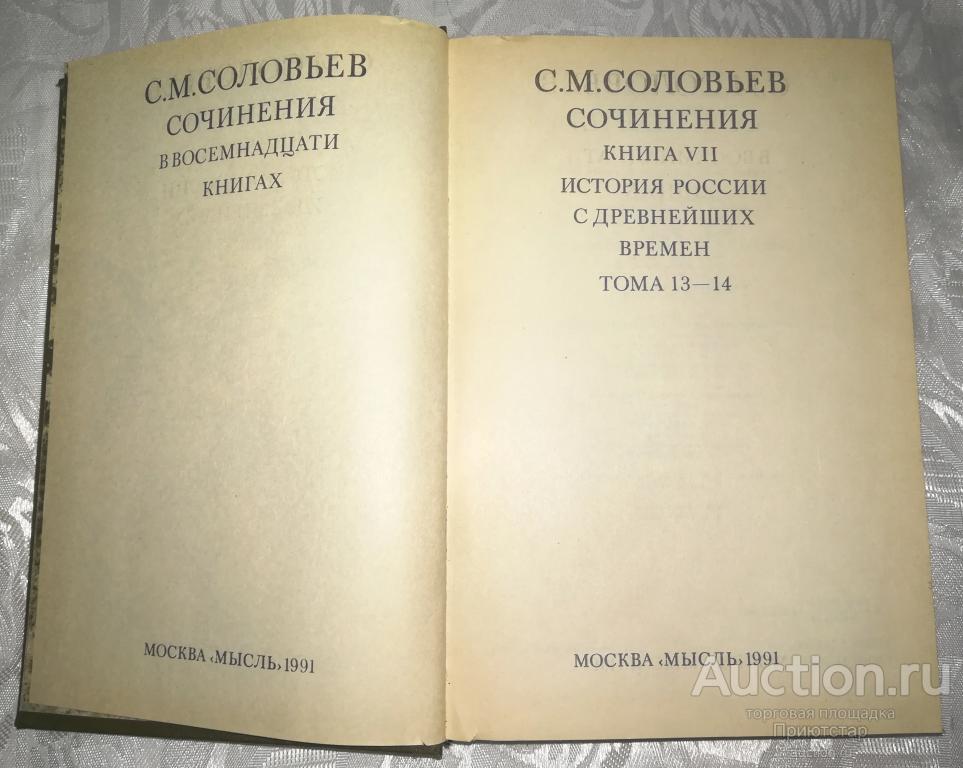 С.М.СОЛОВЬЕВ
СОЧИНЕНИЯ
В ВОСЕМНАДЦАТИ
КНИГАХ
МОСКВА ‹МЫСЛЬ› 1991
С.М.СОЛОВЬЕВ
СОЧИНЕНИЯ
КНИГА VII
ИСТОРИЯ РОССИИ
С ДРЕВНЕЙШИХ
ВРЕМЕН
ТОМА 13—14
МОСКВА ‹МЫСЛЬ› 1991
Auction.ru
торговая площадка
Приютстар